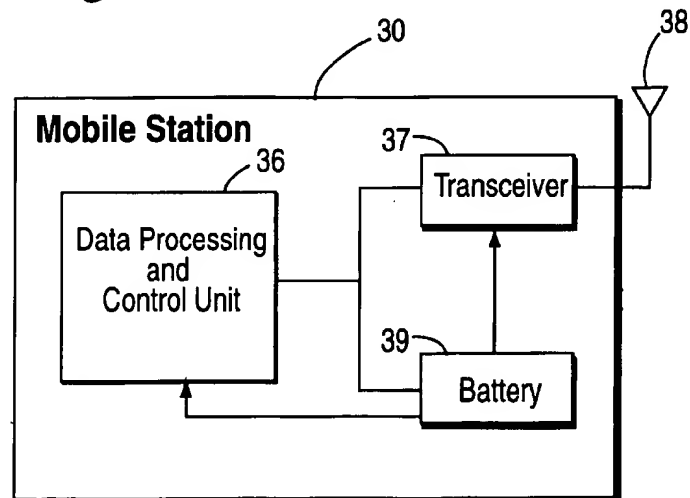 30
38
Mobile Station
36
37
Transceiver
Data Processing
and
Control Unit
39
Battery